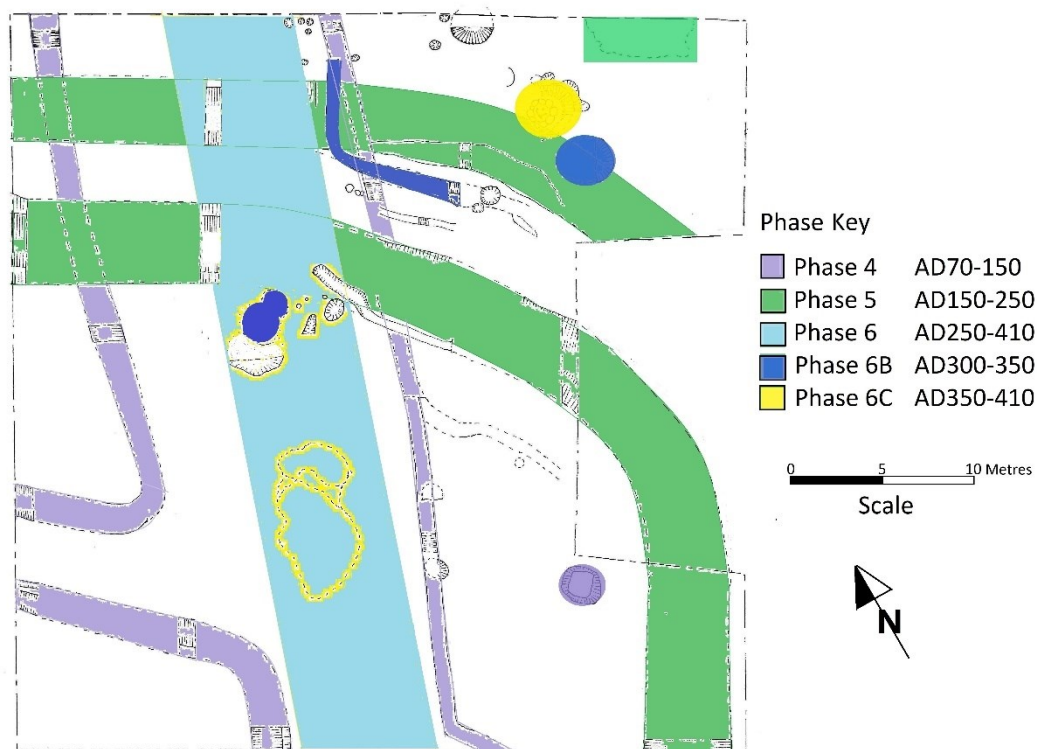 Phase Key
Phase 4 AD70-150
Phase 5 AD150-250
Phase 6 AD250-410
Phase 6B AD300-350
Phase 6C AD350-410
0 5 10 Metres
Scale
N